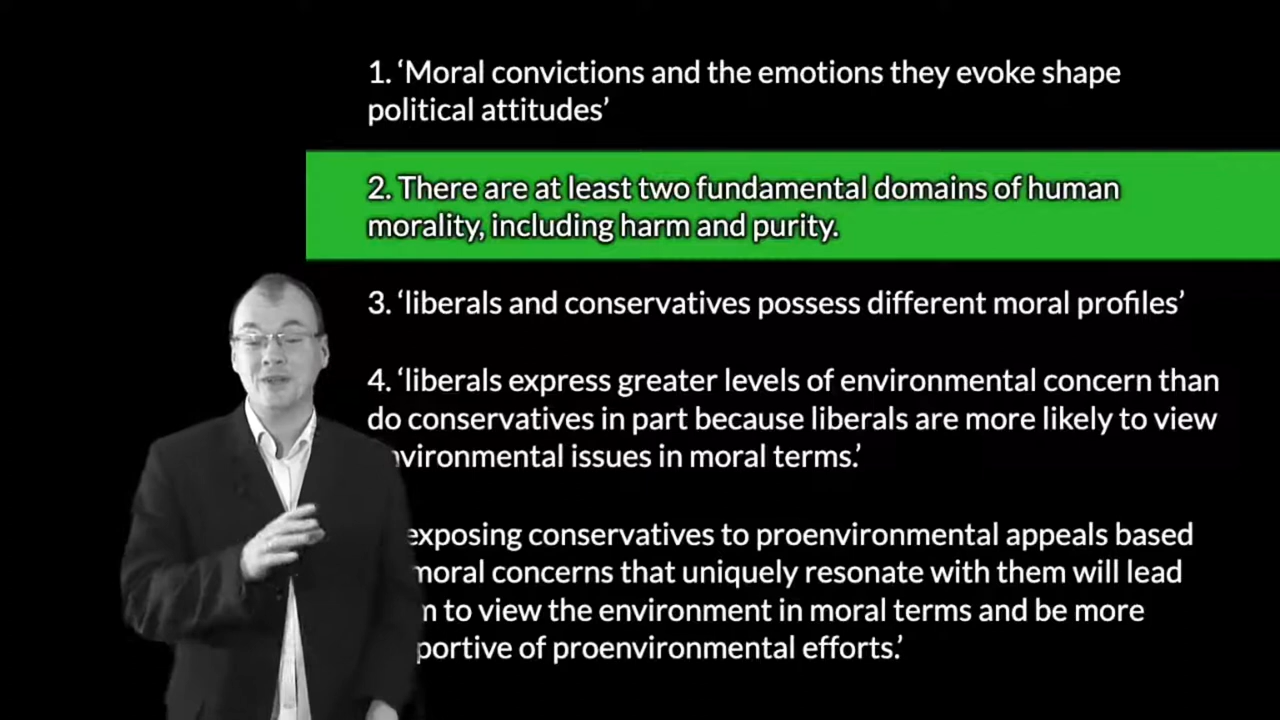 1. ‘Moral convictions and the emotions they evoke shape
political attitudes’
2. There are at least two fundamental domains of human
morality, including harm and purity.
3. ‘liberals and conservatives possess different moral profiles’
4. ‘liberals express greater levels of environmental concern than
do conservatives in part because liberals are more likely to view
nvironmental issues in moral terms.’
exposing conservatives to proenvironmental appeals based
moral concerns that uniquely resonate with them will lead
to view the environment in moral terms and be more
portive of proenvironmental efforts.’